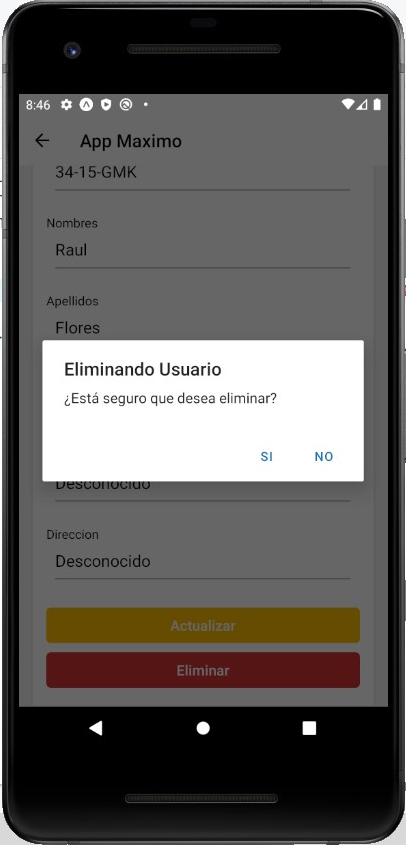 8:46
App Maximo
34-15-GMK
Nombres
Raul
Apellidos
Flores
Eliminando Usuario
¿Está seguro que desea eliminar?
SI NO
Desconocido
Direccion
Desconocido
Actualizar
Eliminar